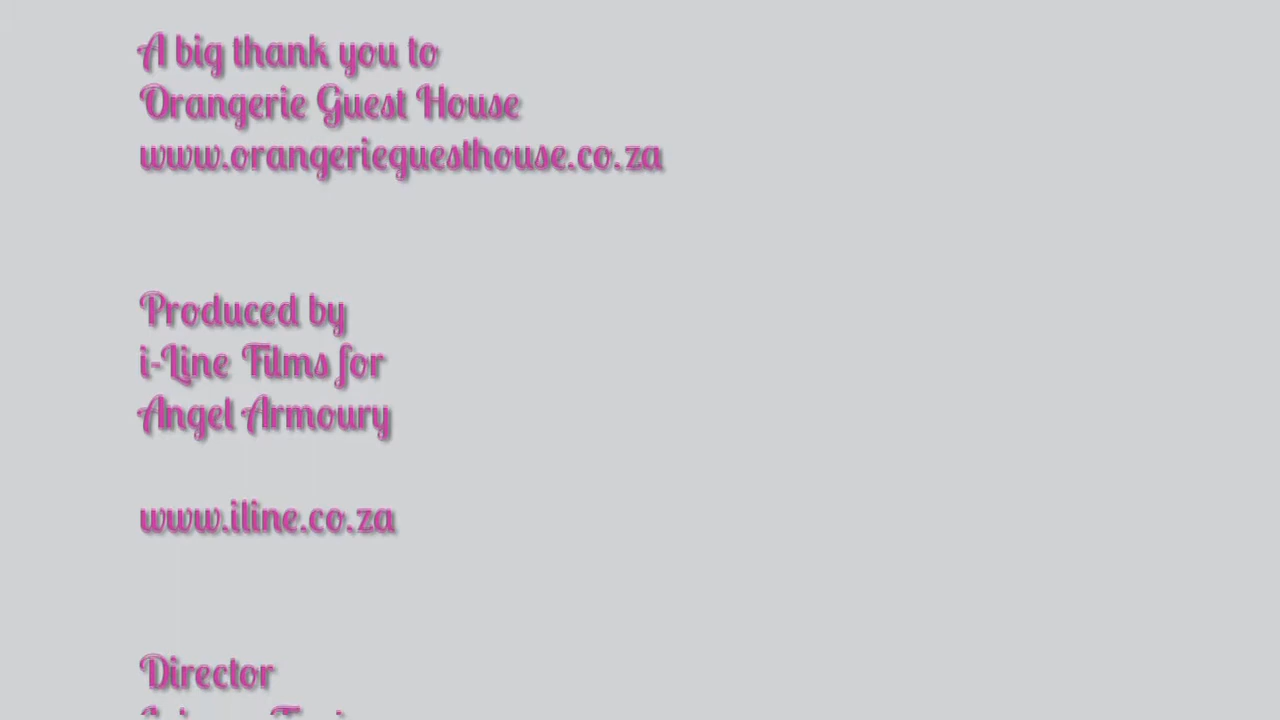 A big thank you to
Orangerie Guest House
www.orangerieguesthouse.co.za
Produced by
i-Line Films for
Angel Armoury
www.iline.co.za
Director